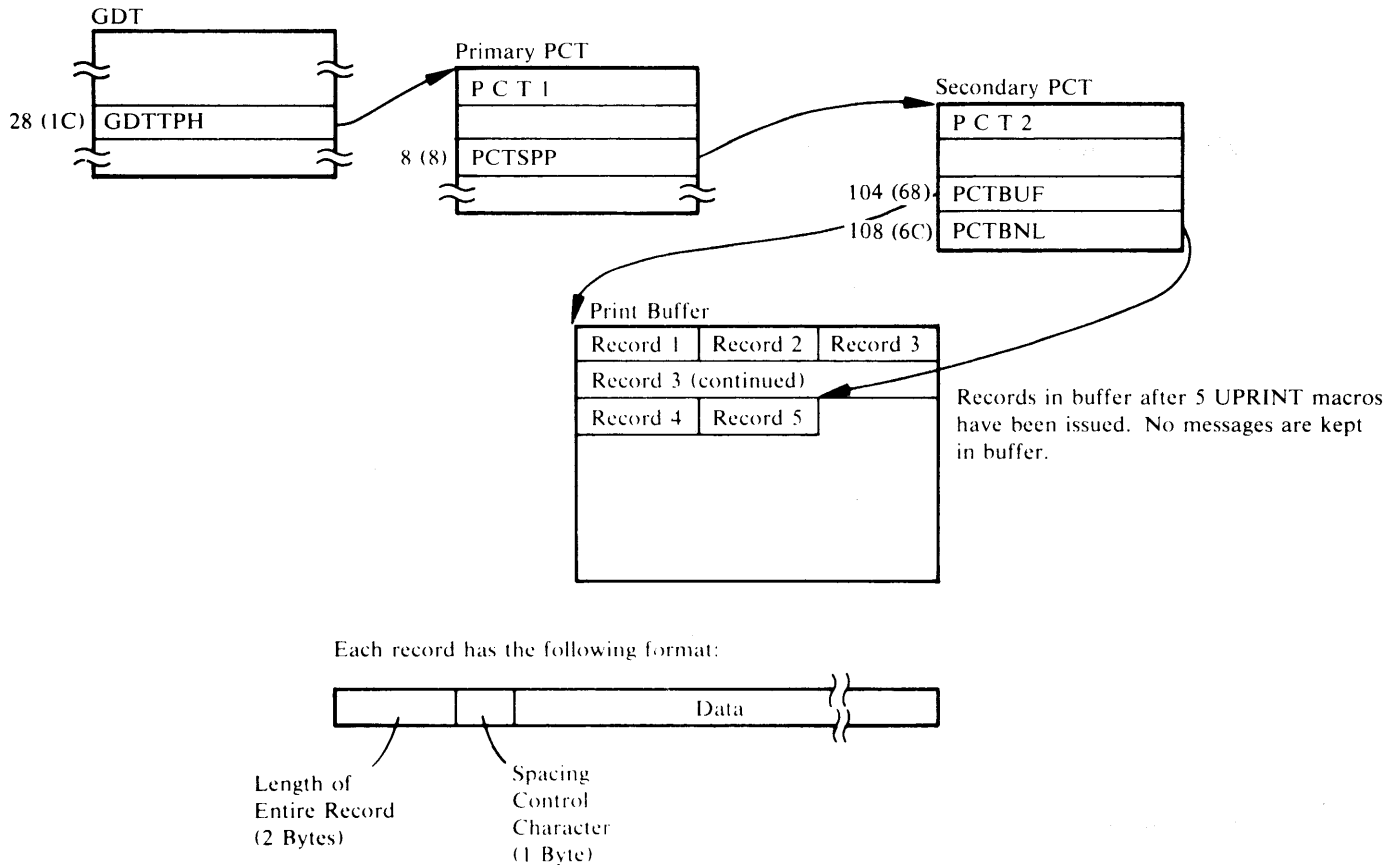 GDT
28 (1C) GDTTPH
Primary PCT
P C T 1
8 (8) PCTSPP
Secondary PCT
P C T 2
104 (68) PCTBUF
108 (6C) PCTBNL
Print Buffer
Record 1 Record 2 Record 3
Record 3 (continued)
Record 4 Record 5
Records in buffer after 5 UPRINT macros
have been issued. No messages are kept
in buffer.
Each record has the following format:
Data
Length of
Entire Record
(2 Bytes)
Spacing
Control
Character
(1 Byte)